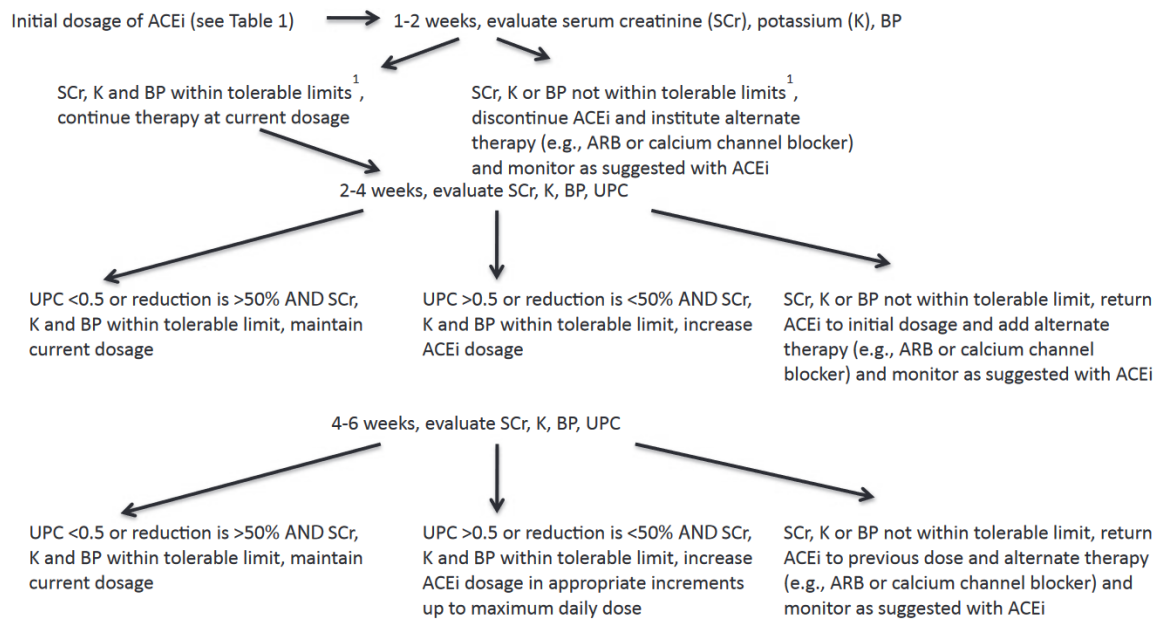 Initial dosage of ACEi (see Table 1)
1-2 weeks, evaluate serum creatinine (SCr), potassium (K), BP
SCr, K and BP within tolerable limits¹,
continue therapy at current dosage
SCr, K or BP not within tolerable limits¹,
discontinue ACEi and institute alternate
therapy (e.g., ARB or calcium channel blocker)
and monitor as suggested with ACEi
2-4 weeks, evaluate SCr, K, BP, UPC
UPC <0.5 or reduction is >50% AND SCr,
K and BP within tolerable limit, maintain
current dosage
UPC >0.5 or reduction is <50% AND SCr,
K and BP within tolerable limit, increase
ACEi dosage
SCr, K or BP not within tolerable limit, return
ACEi to initial dosage and add alternate
therapy (e.g., ARB or calcium channel
blocker) and monitor as suggested with ACEi
4-6 weeks, evaluate SCr, K, BP, UPC
UPC <0.5 or reduction is >50% AND SCr,
K and BP within tolerable limit, maintain
current dosage
UPC >0.5 or reduction is <50% AND SCr,
K and BP within tolerable limit, increase
ACEi dosage in appropriate increments
up to maximum daily dose
SCr, K or BP not within tolerable limit, return
ACEi to previous dose and alternate therapy
(e.g., ARB or calcium channel blocker) and
monitor as suggested with ACEi